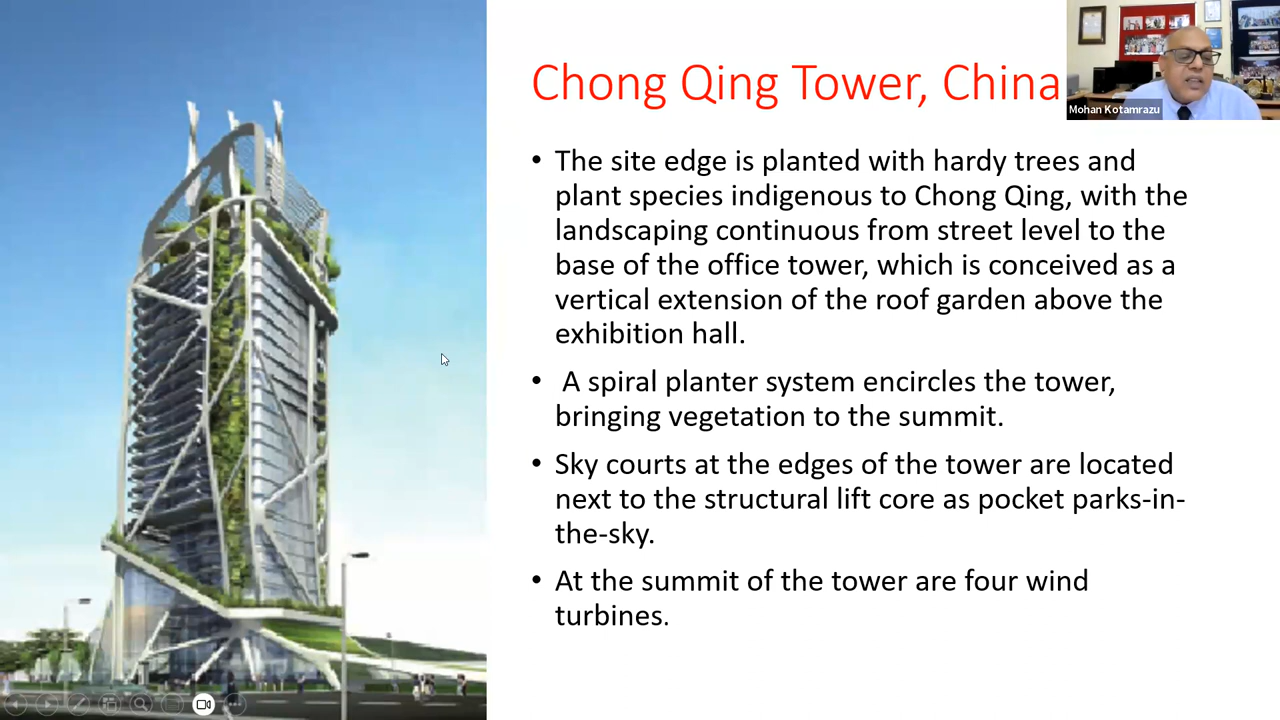 Chong Qing Tower, China
Mohan Kotamrazu
• The site edge is planted with hardy trees and
plant species indigenous to Chong Qing, with the
landscaping continuous from street level to the
base of the office tower, which is conceived as a
vertical extension of the roof garden above the
exhibition hall.
• A spiral planter system encircles the tower,
bringing vegetation to the summit.
• Sky courts at the edges of the tower are located
next to the structural lift core as pocket parks-in-
the-sky.
• At the summit of the tower are four wind
turbines.